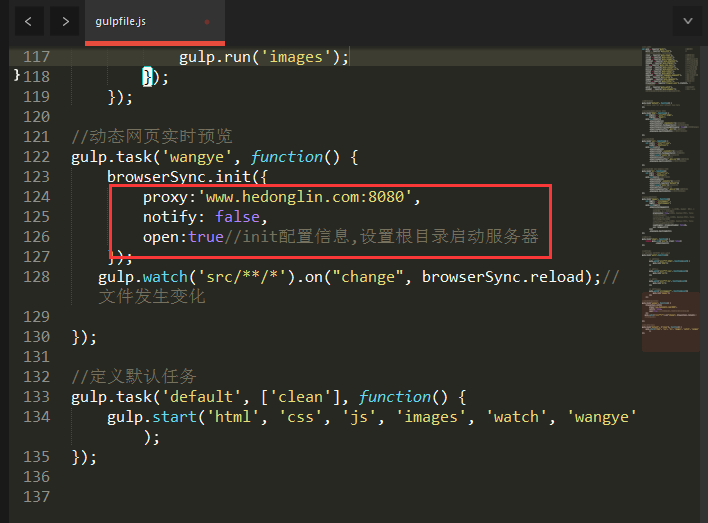 gulpfile.js
117 gulp.run('images');
118 });
119 });
120
121 //动态网页实时预览
122 gulp.task('wangye', function() {
123 browserSync.init({
124 proxy:'www.hedonglin.com:8080',
125 notify: false,
126 open:true//init配置信息,设置根目录启动服务器
127 });
128 gulp.watch('src/**/*').on("change", browserSync.reload);//
文件发生变化
129
130 });
131
132 //定义默认任务
133 gulp.task('default', ['clean'], function() {
134 gulp.start('html', 'css', 'js', 'images', 'watch', 'wangye'
);
135 });
136
137